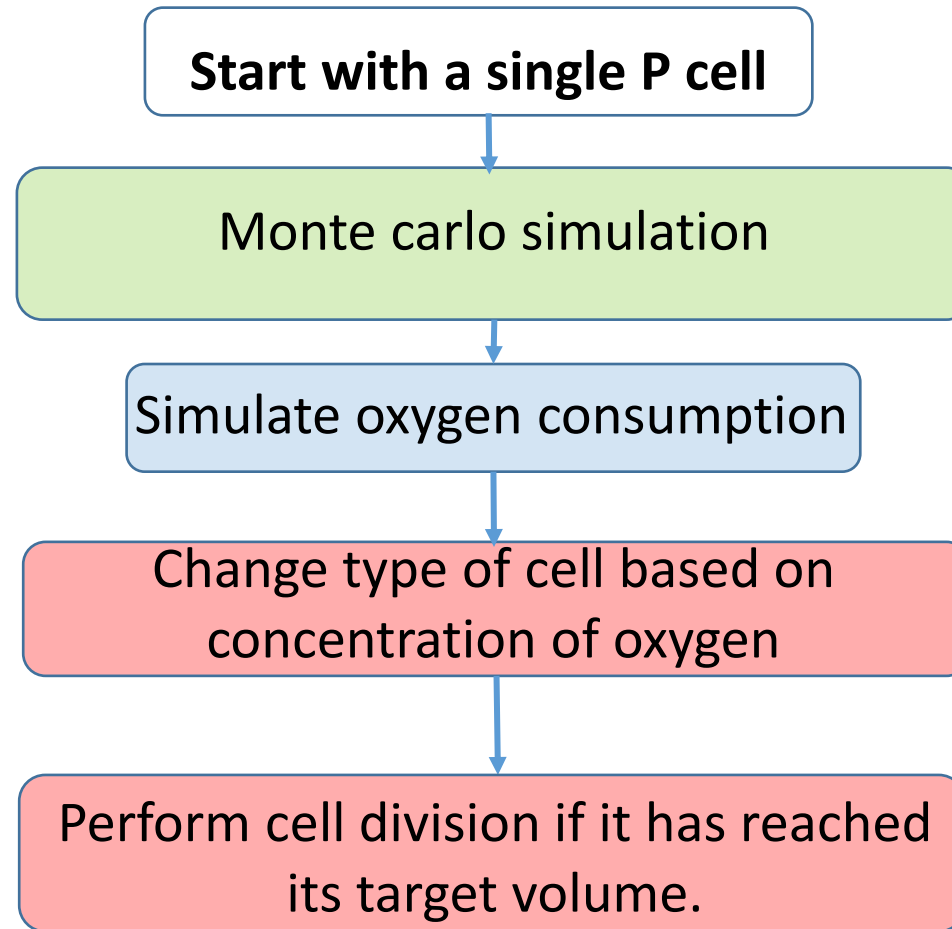 Start with a single P cell
Monte carlo simulation
Simulate oxygen consumption
Change type of cell based on
concentration of oxygen
Perform cell division if it has reached
its target volume.